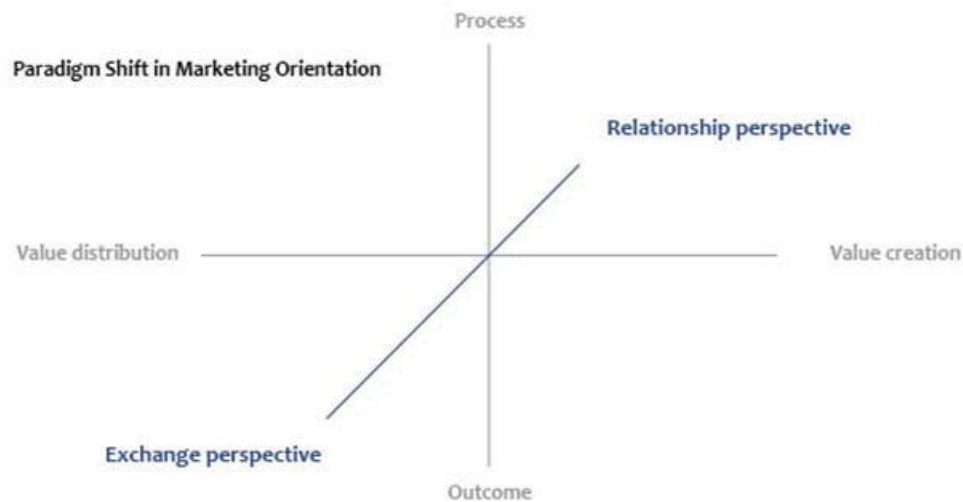 Process
Paradigm Shift in Marketing Orientation
Relationship perspective
Value distribution
Value creation
Exchange perspective
Outcome